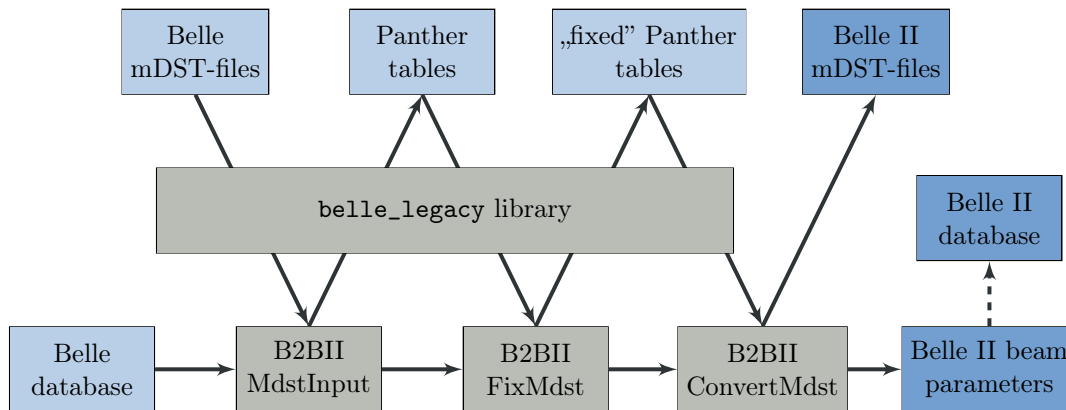 Belle
mDST-files
Panther
tables
„fixed” Panther
tables
Belle II
mDST-files
belle_legacy library
Belle II
database
Belle
database
B2BII
MdstInput
B2BII
FixMdst
B2BII
ConvertMdst
Belle II beam
parameters